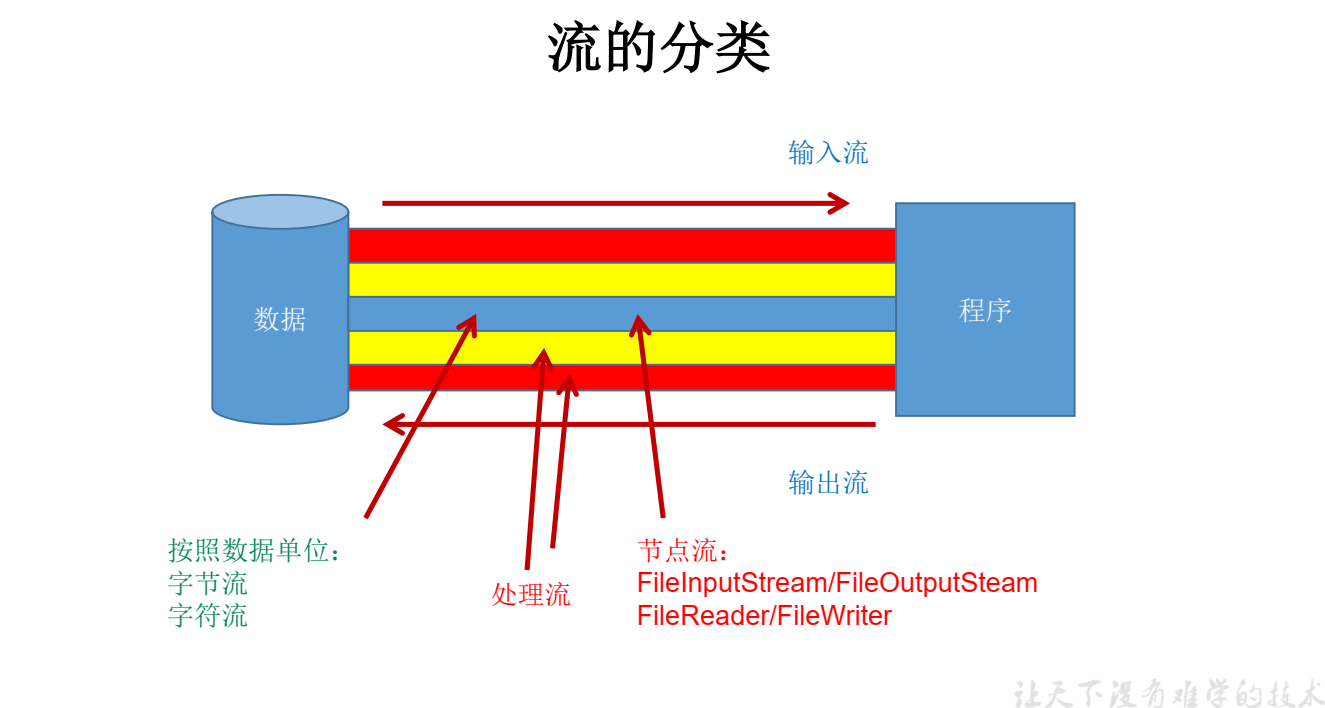 流的分类
输入流
数据
程序
输出流
按照数据单位：
字节流
字符流
处理流
节点流：
FileInputStream/FileOutputSteam
FileReader/FileWriter
让天下没有难学的技术